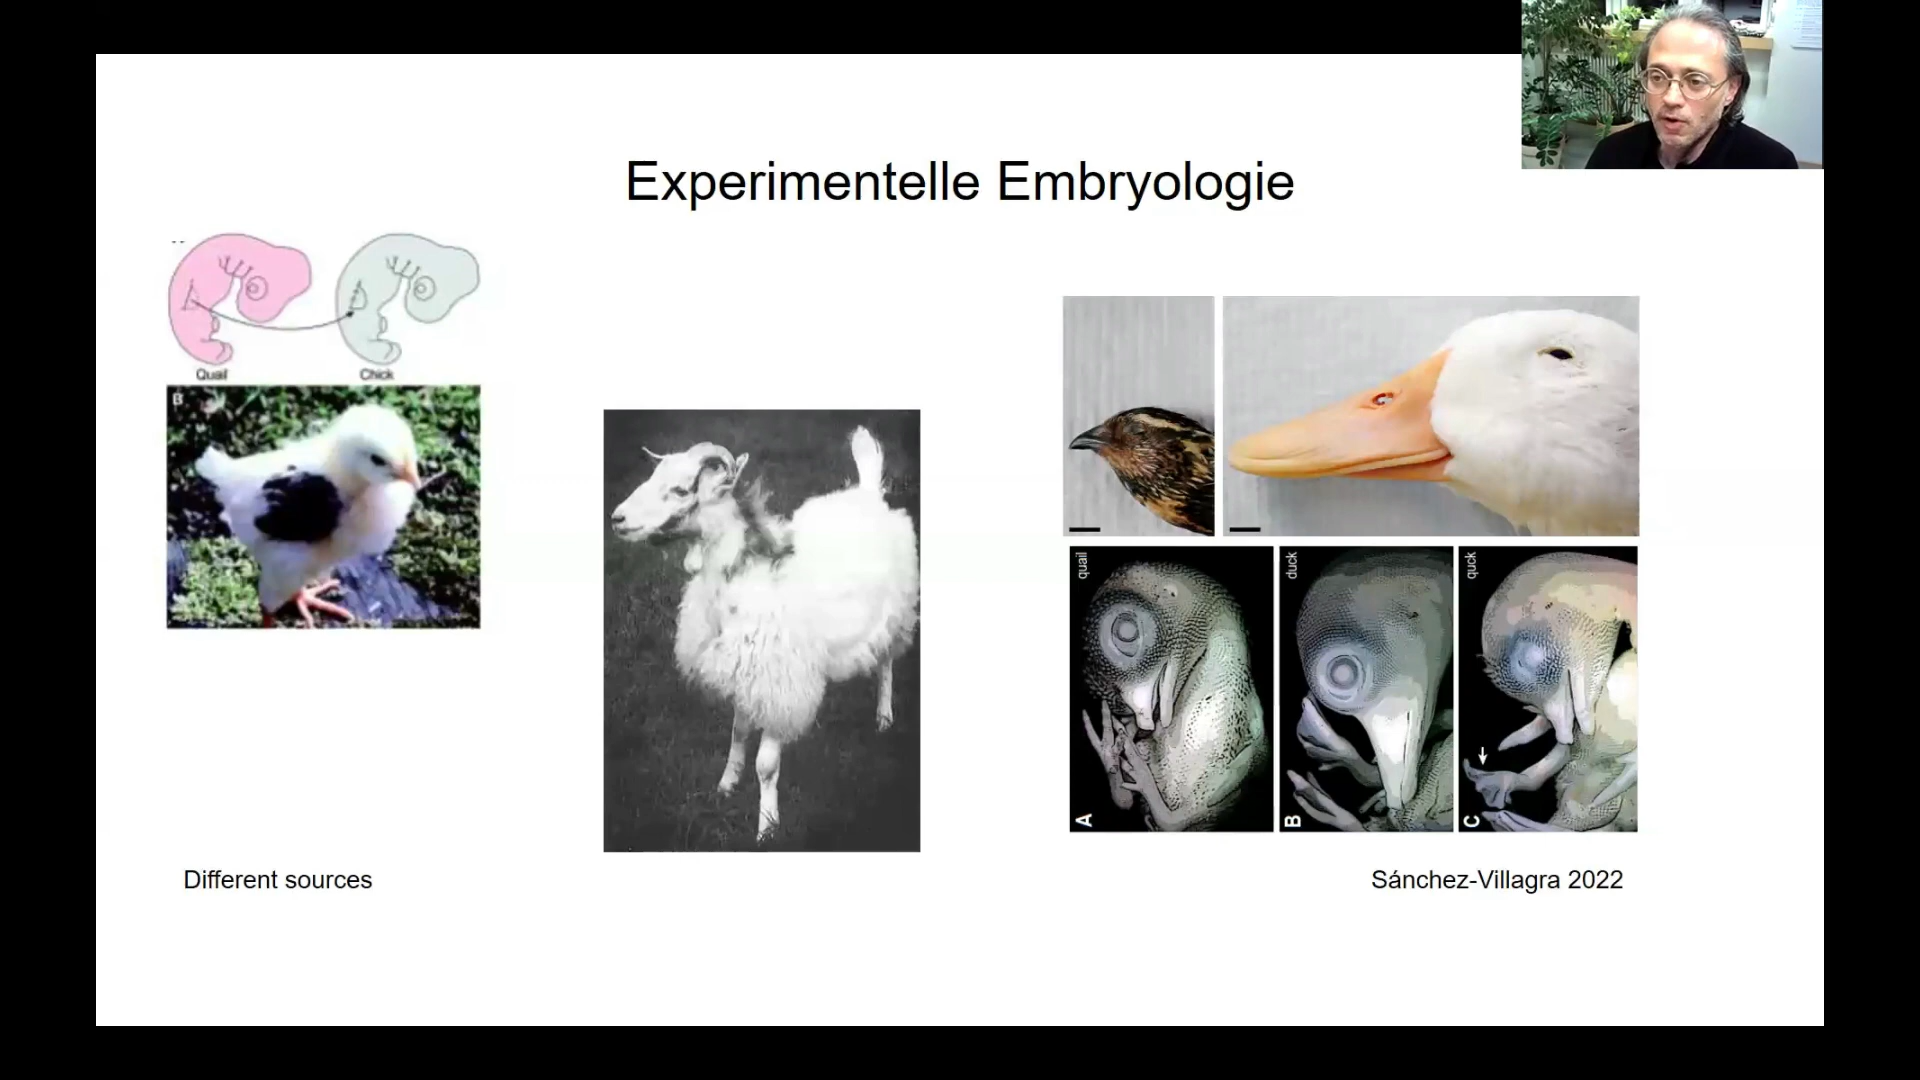 Experimentelle Embryologie
Quail
Chick
B
quail
duck
quck
A
B
C
Different sources
Sánchez-Villagra 2022